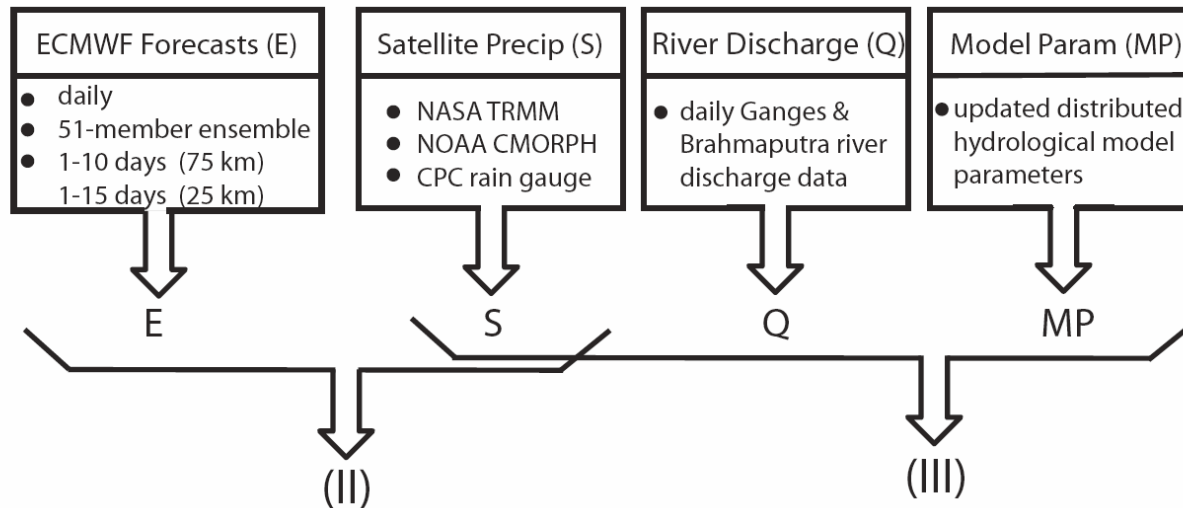 ECMWF Forecasts (E)
● daily
● 51-member ensemble
● 1-10 days (75 km)
1-15 days (25 km)
Satellite Precip (S)
● NASA TRMM
● NOAA CMORPH
● CPC rain gauge
River Discharge (Q)
● daily Ganges &
Brahmaputra river
discharge data
Model Param (MP)
● updated distributed
hydrological model
parameters
E
S
Q
MP
(II)
(III)